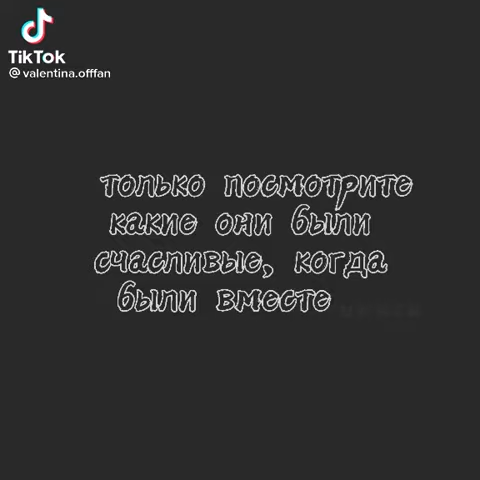 TikTok
@valentina.offfan
только посмотрите
какие они были
счасливые, когда
были вместе